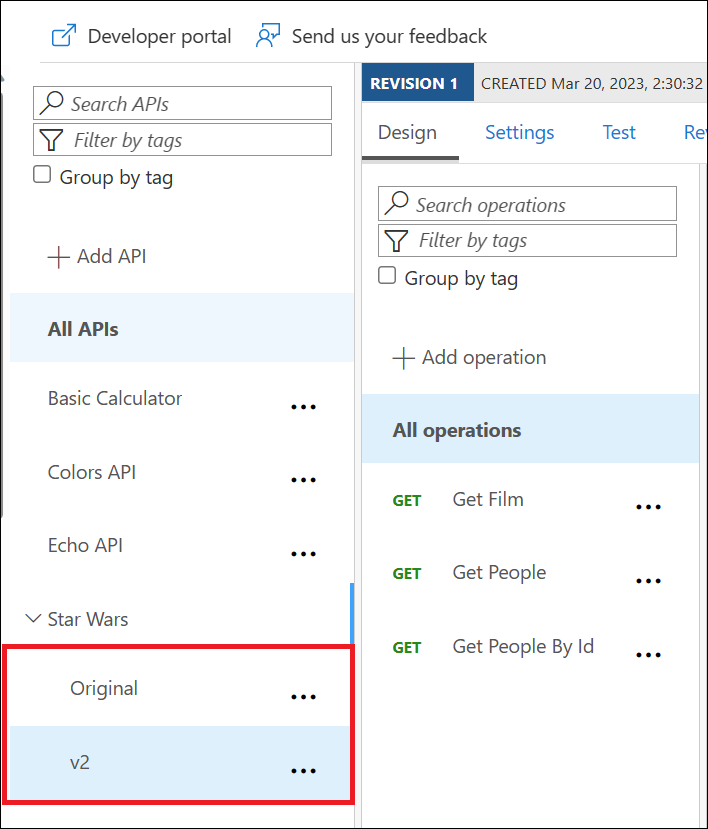 Developer portal
Send us your feedback
Search APIs
Filter by tags
Group by tag
Add API
All APIs
Basic Calculator
Colors API
Echo API
Star Wars
Original
v2
REVISION 1
CREATED Mar 20, 2023, 2:30:32
Design
Settings
Test
Re
Search operations
Filter by tags
Group by tag
Add operation
All operations
GET Get Film
GET Get People
GET Get People By Id